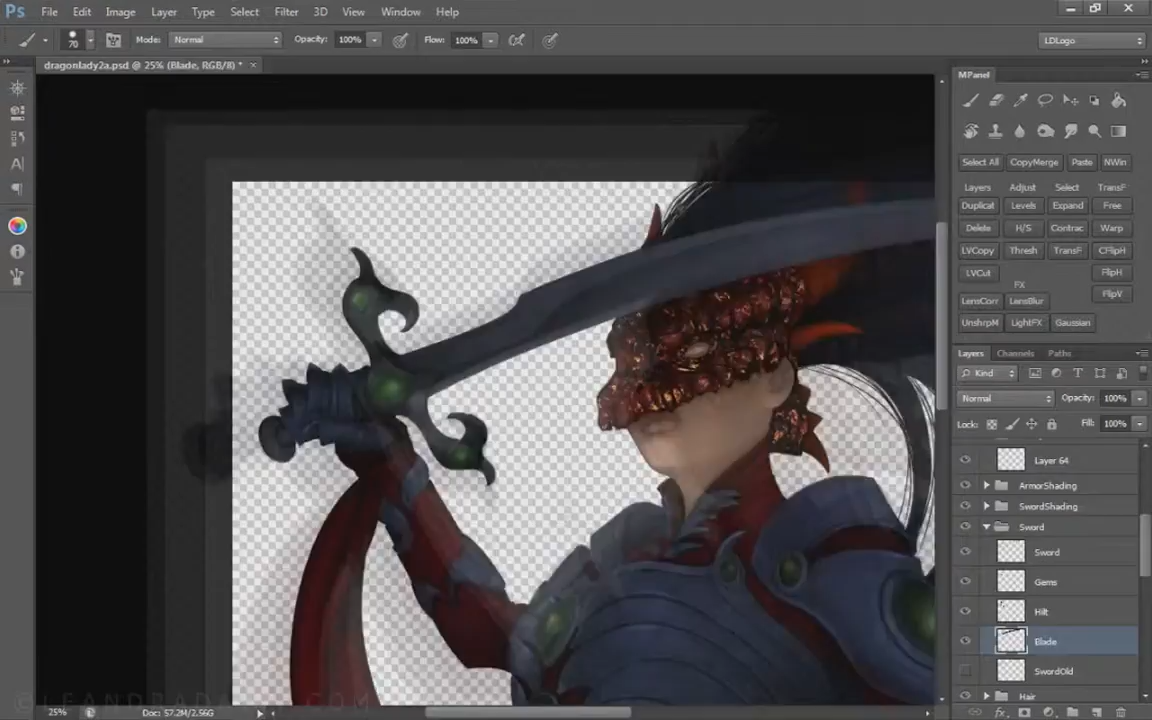 Ps File Edit Image Layer Type Select Filter 3D View Window Help
70 Mode: Normal Opacity: 100% Flow: 100% LDLogo
dragonlady2a.psd @ 25% (Blade, RGB/8) * ×
MPanel
Select All CopyMerge Paste NWin
Layers Adjust Select TransF
Duplicat Levels Expand Free
Delete H/S Contrac Warp
LVCopy Thresh TransF CFlipH
LVCut FlipH
FX
LensCorr LensBlur FlipV
UnshrpM LightFX Gaussian
Layers Channels Paths
Kind
Normal Opacity: 100%
Lock: Fill: 100%
Layer 64
ArmorShading
SwordShading
Sword
Sword
Gems
Hilt
Blade
SwordOld
Hair
25% Doc: 57.2M/2.56G